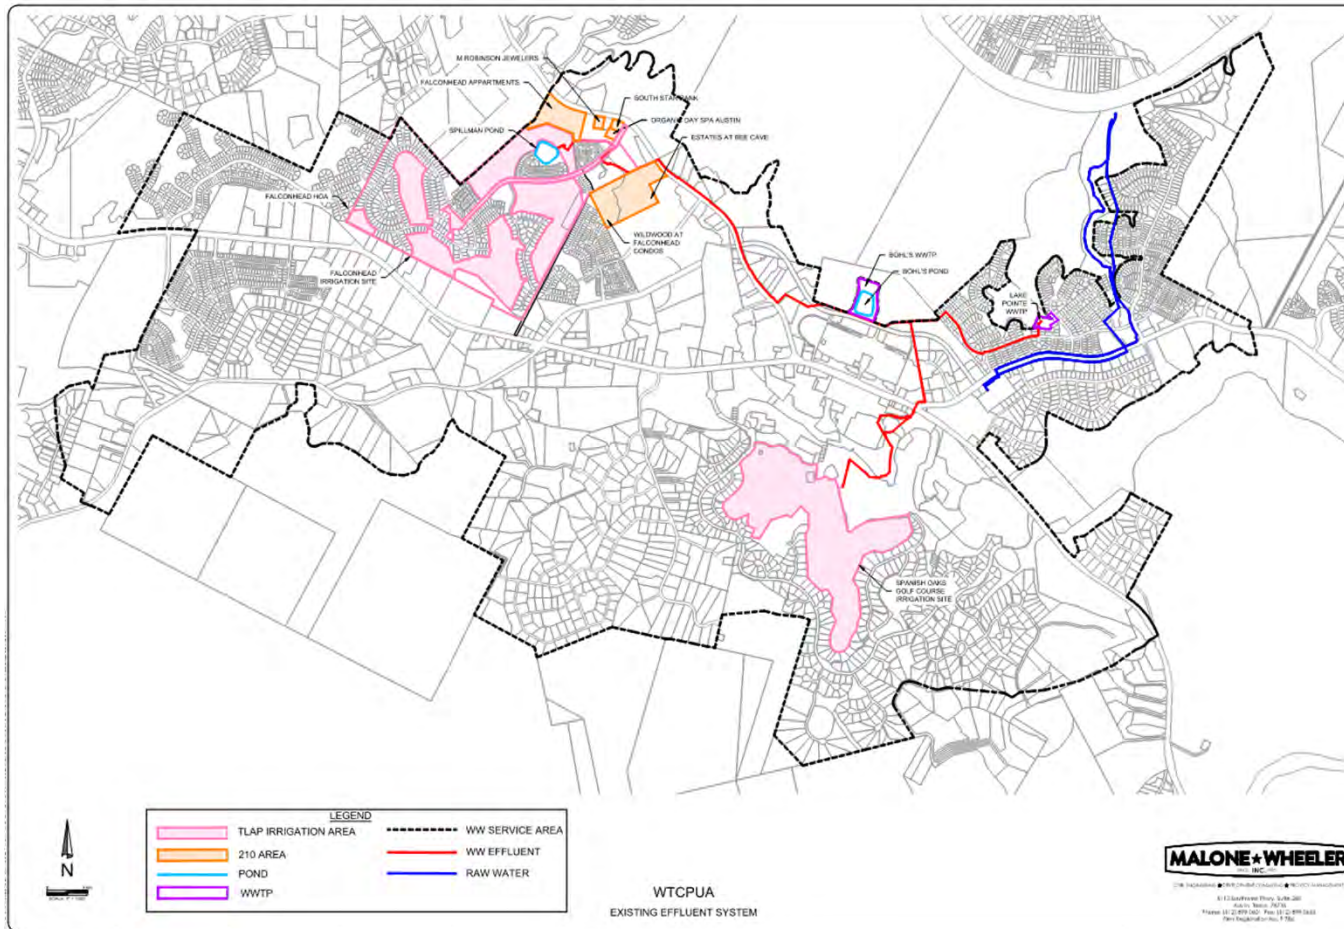 M ROBINSON JEWELERS
FALCONHEAD APPARTMENTS
SOUTH STAR BANK
SPILLMAN POND
ORGANIC DAY SPA AUSTIN
ESTATES AT BEE CAVE
FALCONHEAD HOA
WILDWOOD AT
FALCONHEAD
CONDOS
FALCONHEAD
IRRIGATION SITE
BOHL'S WWTP
BOHL'S POND
LAKE
POINTE
WWTP
SPANISH OAKS
GOLF COURSE
IRRIGATION SITE
N
LEGEND
TLAP IRRIGATION AREA
210 AREA
POND
WWTP
WW SERVICE AREA
WW EFFLUENT
RAW WATER
WTCPUA
EXISTING EFFLUENT SYSTEM
MALONE★WHEELER
INC.